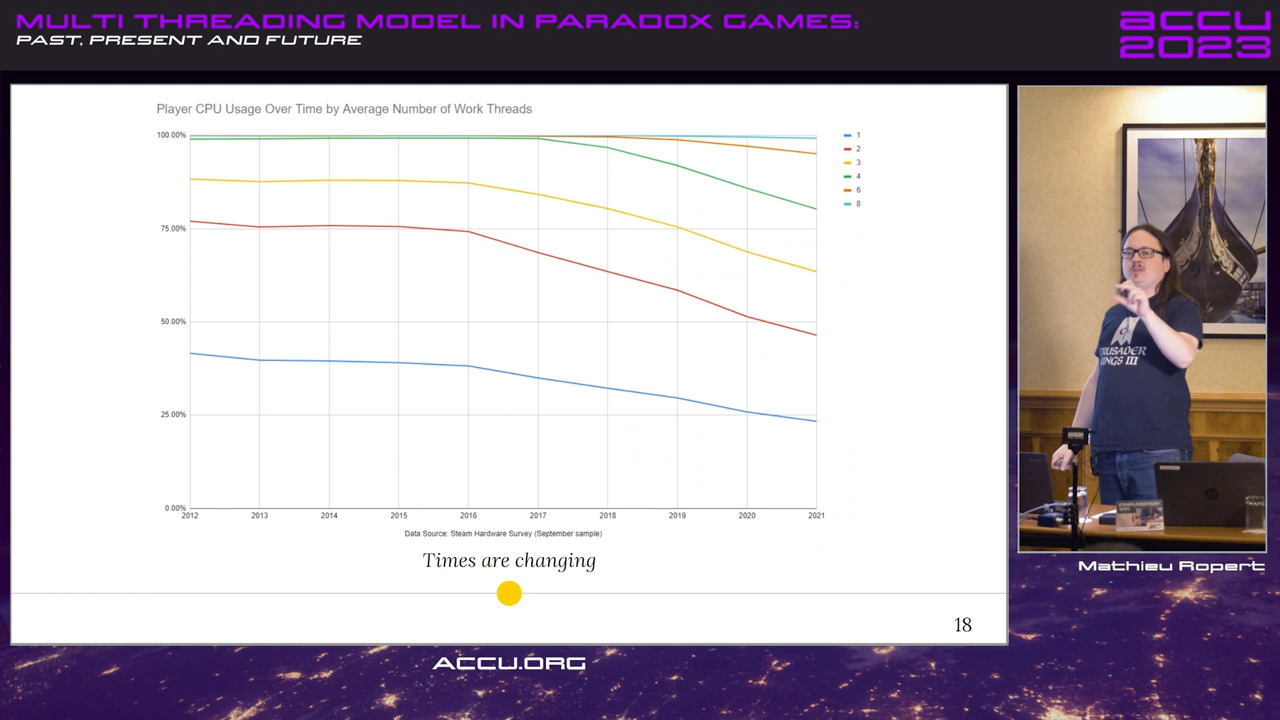 MULTI THREADING MODEL IN PARADOX GAMES:
PAST, PRESENT AND FUTURE
accu
2023
Player CPU Usage Over Time by Average Number of Work Threads
100.00%
75.00%
50.00%
25.00%
0.00%
2012 2013 2014 2015 2016 2017 2018 2019 2020 2021
1
2
3
4
6
8
Data Source: Steam Hardware Survey (September sample)
Times are changing
18
CRUSADER
KINGS III
Mathieu Ropert
ACCU.ORG